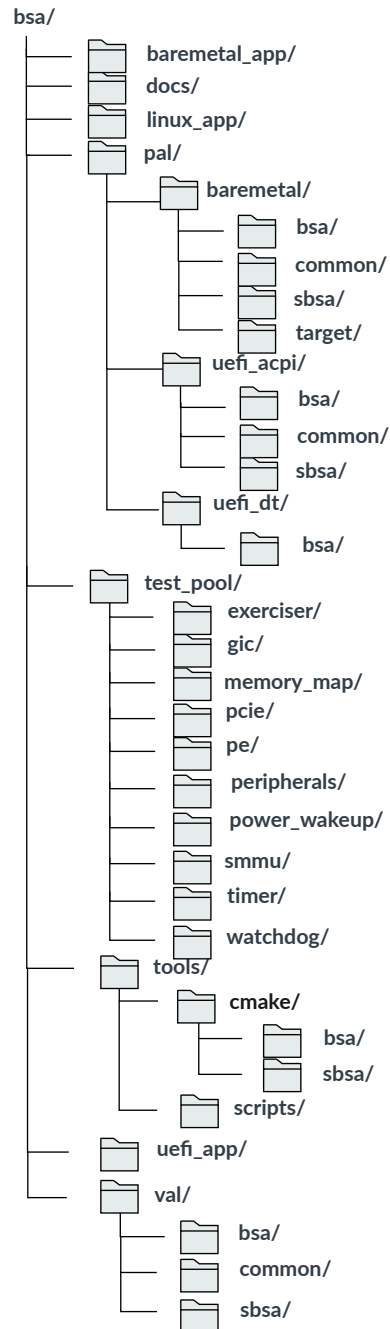 bsa/
baremetal_app/
docs/
linux_app/
pal/
baremetal/
bsa/
common/
sbsa/
target/
uefi_acpi/
bsa/
common/
sbsa/
uefi_dt/
bsa/
test_pool/
exerciser/
gic/
memory_map/
pcie/
pe/
peripherals/
power_wakeup/
smmu/
timer/
watchdog/
tools/
cmake/
bsa/
sbsa/
scripts/
uefi_app/
val/
bsa/
common/
sbsa/